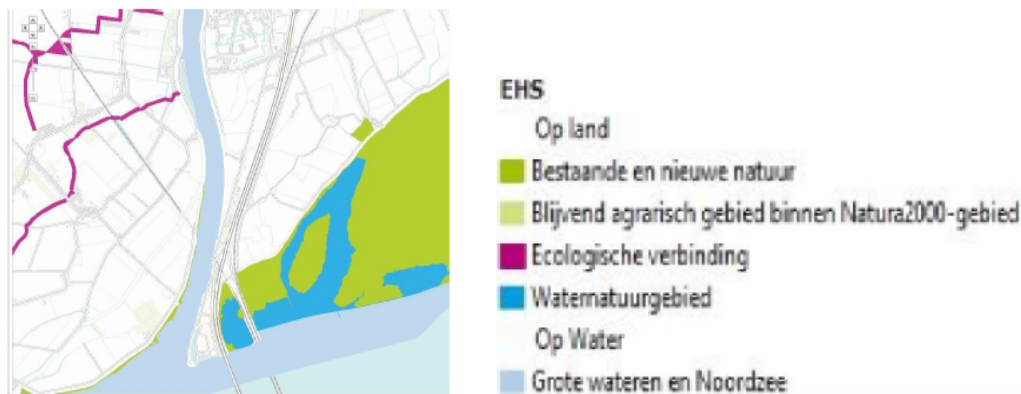 EHS
Op land
Bestaande en nieuwe natuur
Blijvend agrarisch gebied binnen Natura2000-gebied
Ecologische verbinding
Waternatuurgebied
Op Water
Grote wateren en Noordzee